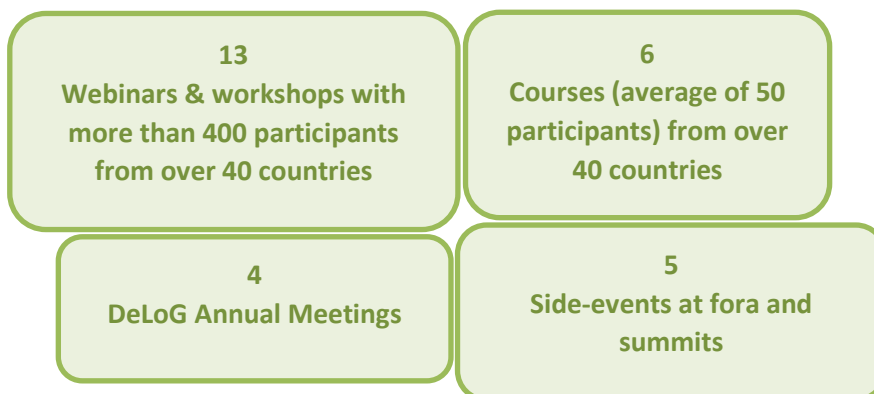 13
Webinars & workshops with
more than 400 participants
from over 40 countries
6
Courses (average of 50
participants) from over
40 countries
4
DeLoG Annual Meetings
5
Side-events at fora and
summits